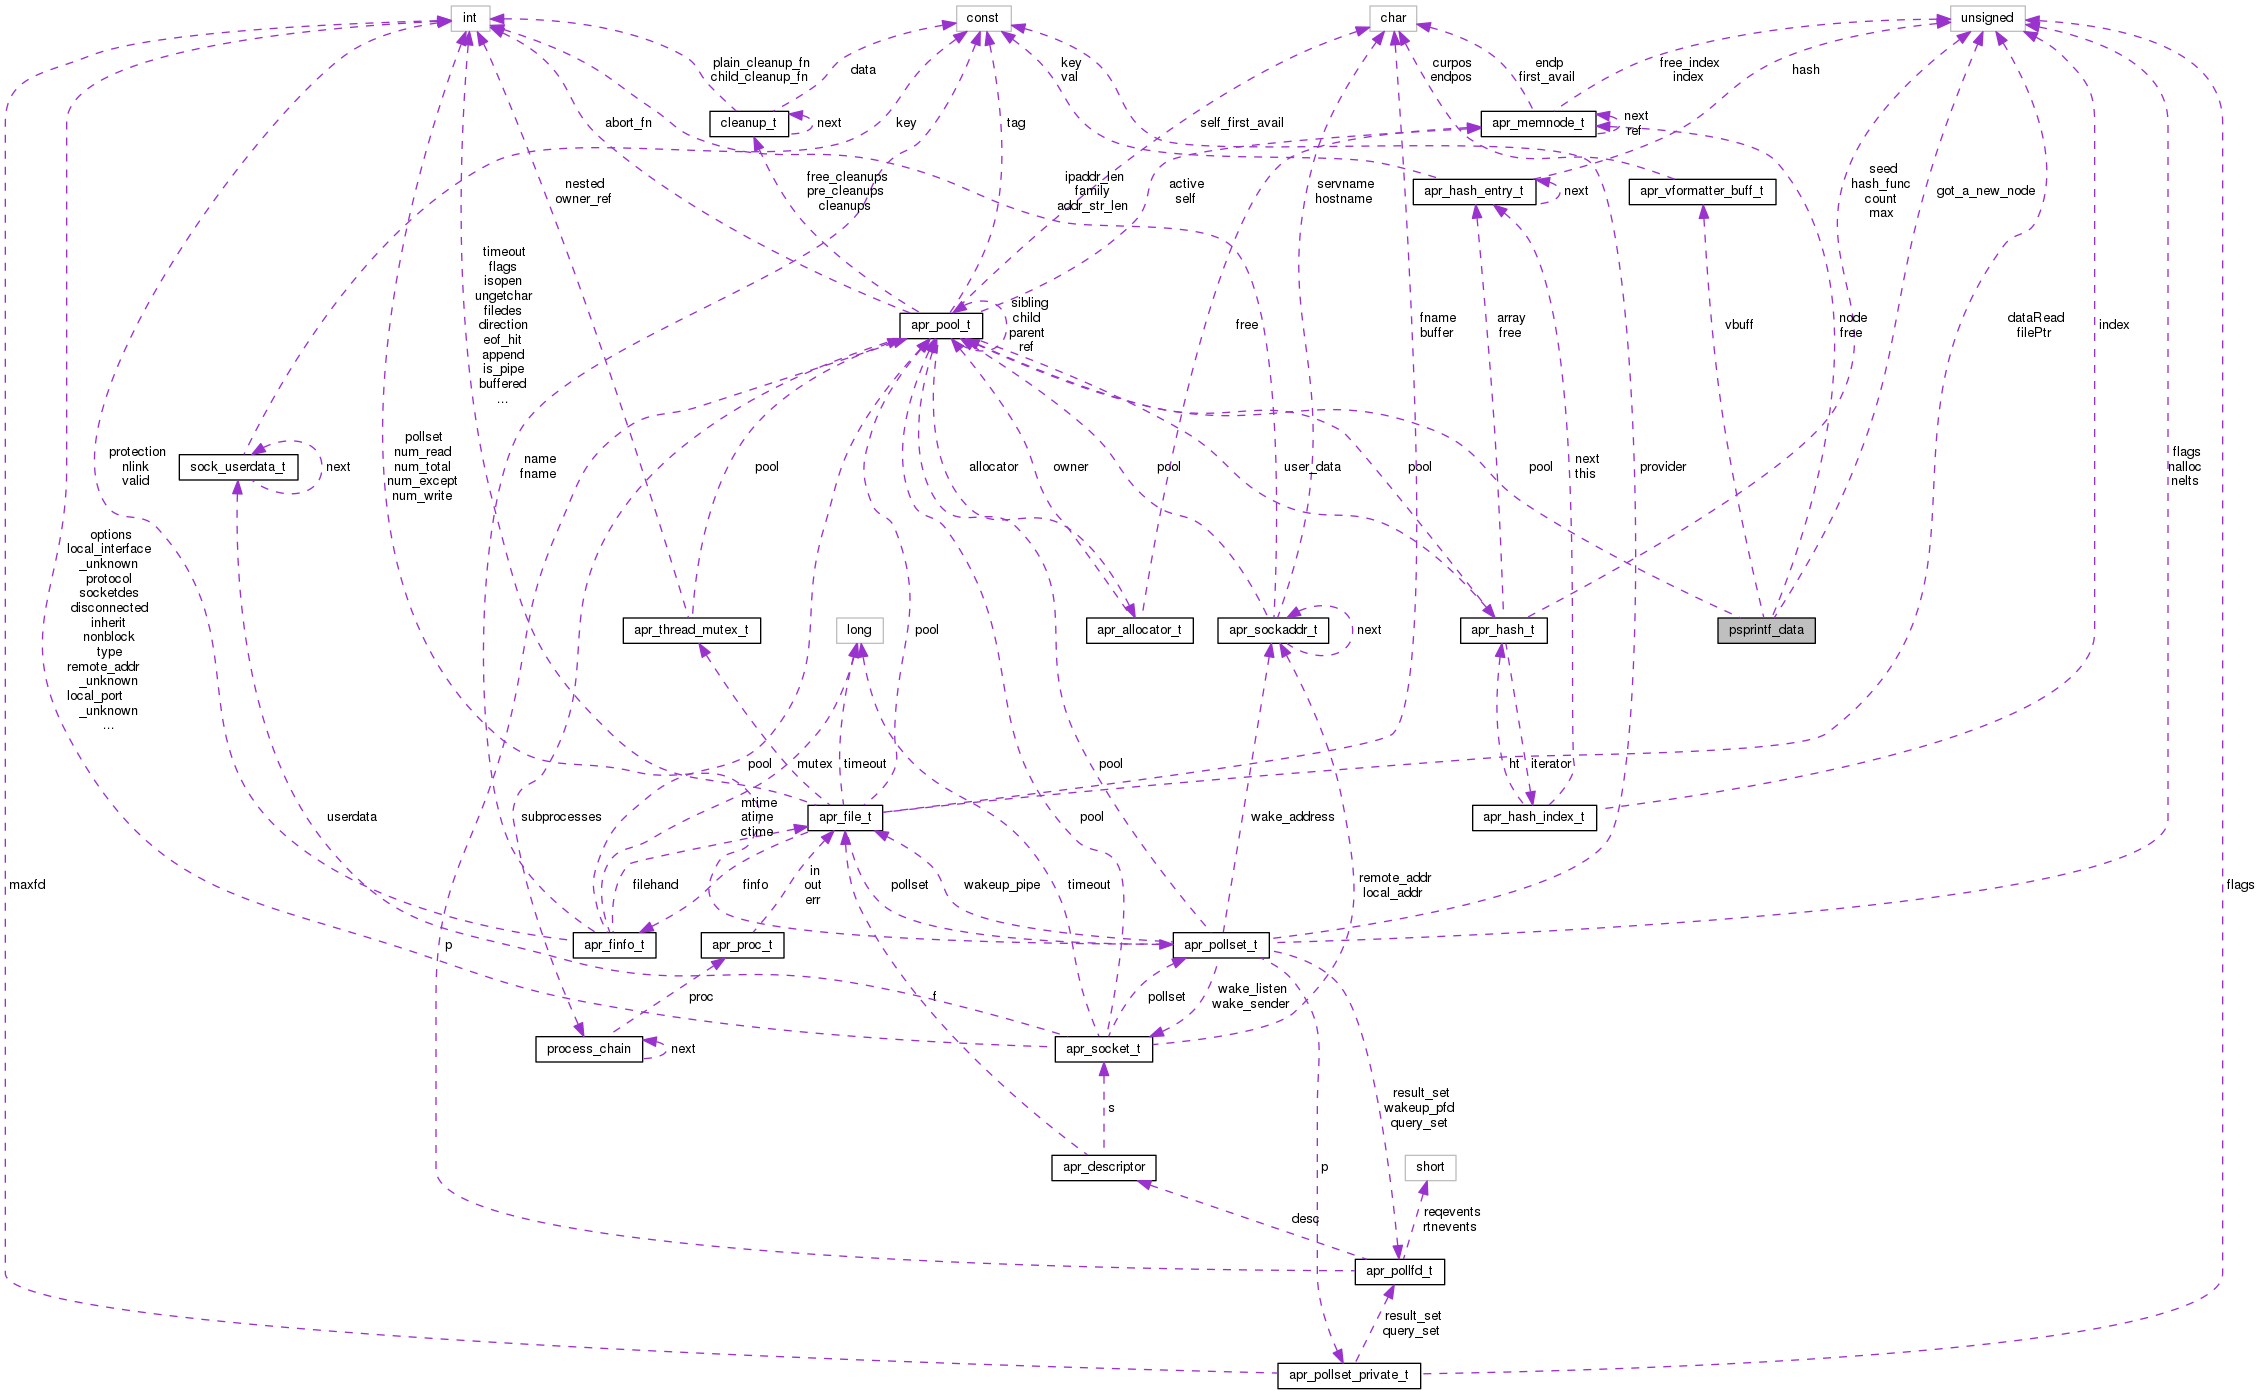 int
const
char
unsigned
plain_cleanup_fn
child_cleanup_fn
data
key
val
curpos
endpos
endp
first_avail
free_index
index
hash
abort_fn
cleanup_t
next
key
tag
self_first_avail
apr_memnode_t
next
ref
nested
owner_ref
free_cleanups
pre_cleanups
cleanups
ipaddr_len
family
addr_str_len
active
self
servname
hostname
apr_hash_entry_t
next
apr_vformatter_buff_t
seed
hash_func
count
max
got_a_new_node
timeout
flags
isopen
ungetchar
filedes
direction
eof_hit
append
is_pipe
buffered
...
apr_pool_t
sibling
child
parent
ref
free
fname
buffer
array
free
vbuff
node
free
dataRead
filePtr
index
protection
nlink
valid
sock_userdata_t
next
pollset
num_read
num_total
num_except
num_write
name
fname
pool
allocator
owner
pool
user_data
pool
pool
next
this
provider
flags
nalloc
nelts
options
local_interface
_unknown
protocol
socketdes
disconnected
inherit
nonblock
type
remote_addr
_unknown
local_port
_unknown
...
apr_thread_mutex_t
long
pool
apr_allocator_t
apr_sockaddr_t
next
apr_hash_t
psprintf_data
pool
mutex
timeout
pool
ht
iterator
userdata
subprocesses
mtime
atime
ctime
apr_file_t
pool
wake_address
apr_hash_index_t
maxfd
filehand
finfo
in
out
err
pollset
wakeup_pipe
timeout
remote_addr
local_addr
flags
p
apr_finfo_t
apr_proc_t
apr_pollset_t
proc
f
pollset
wake_listen
wake_sender
process_chain
next
apr_socket_t
s
result_set
wakeup_pfd
query_set
apr_descriptor
p
short
desc
reqevents
rtnevents
apr_pollfd_t
result_set
query_set
apr_pollset_private_t